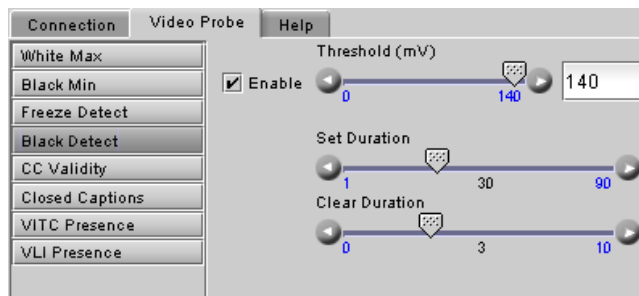 Connection Video Probe Help
White Max
Black Min
Freeze Detect
Black Detect
CC Validity
Closed Captions
VITC Presence
VLI Presence
Threshold (mV)
Enable
0 140
140
Set Duration
1 30 90
Clear Duration
0 3 10